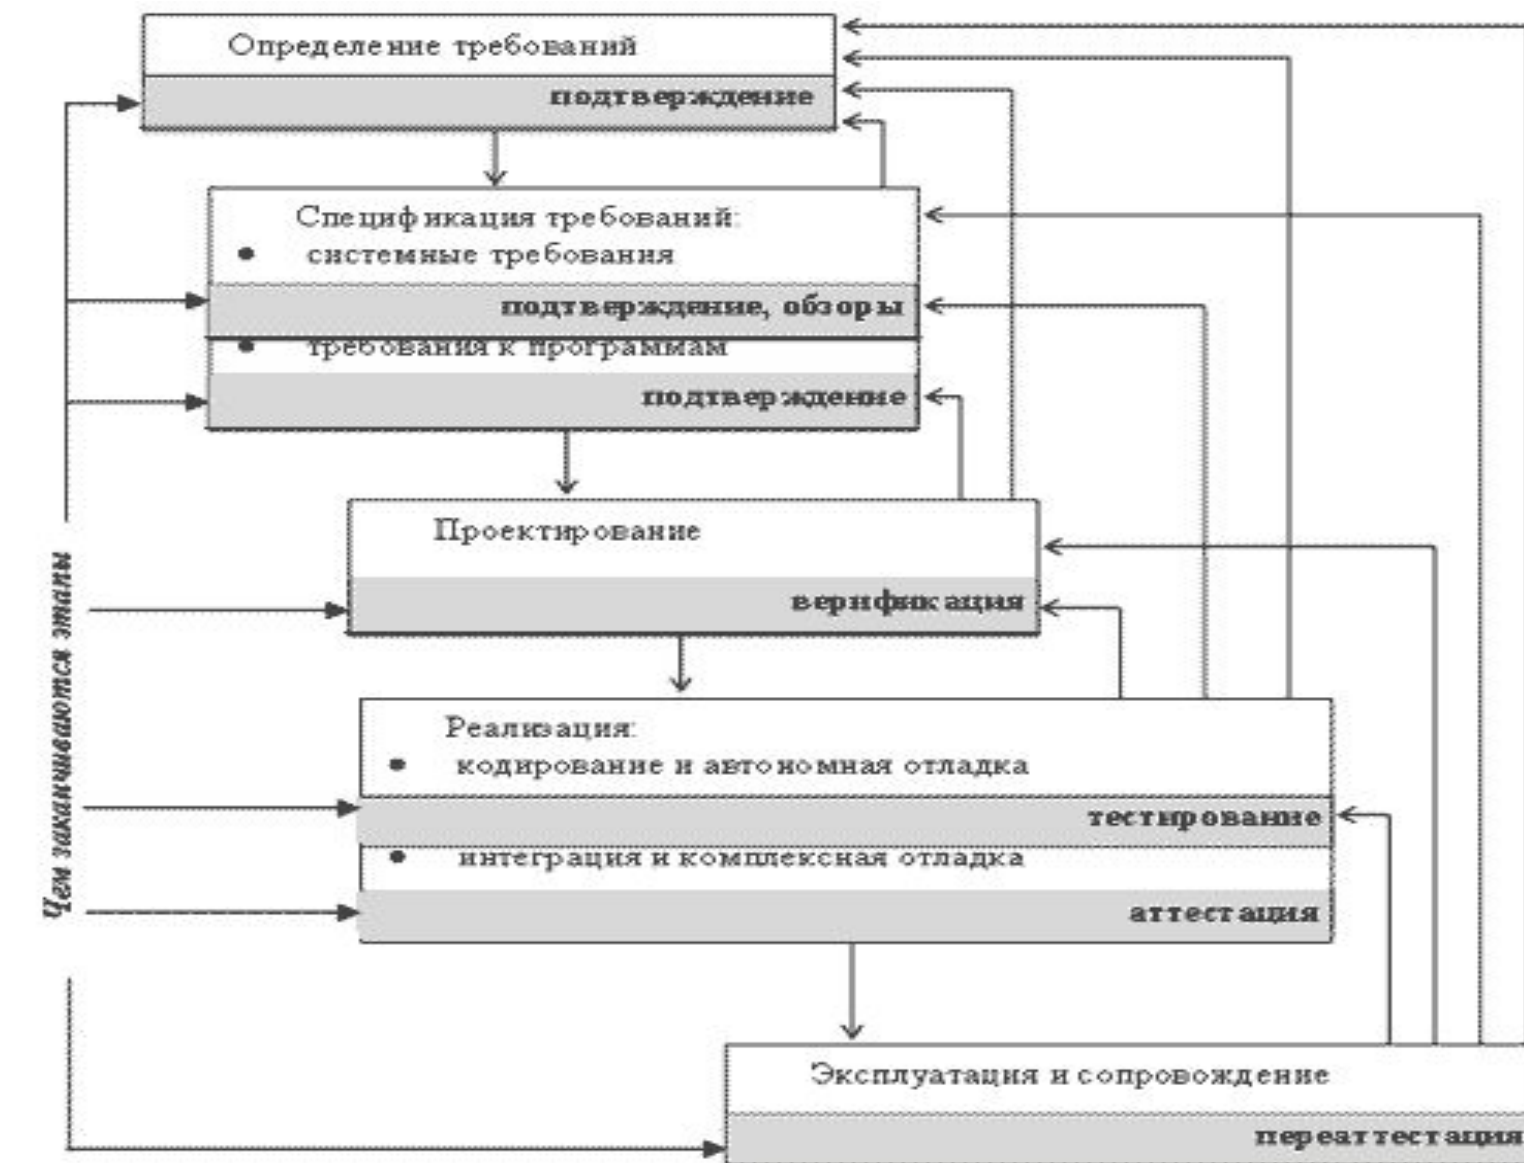 Определение требований
подтверждение
Спецификация требований:
• системные требования
подтверждение, обзоры
• требования к программам
подтверждение
Проектирование
верификация
Чем заканчиваются этапы
Реализация:
• кодирование и автономная отладка
тестирование
• интеграция и комплексная отладка
аттестация
Эксплуатация и сопровождение
переаттестация